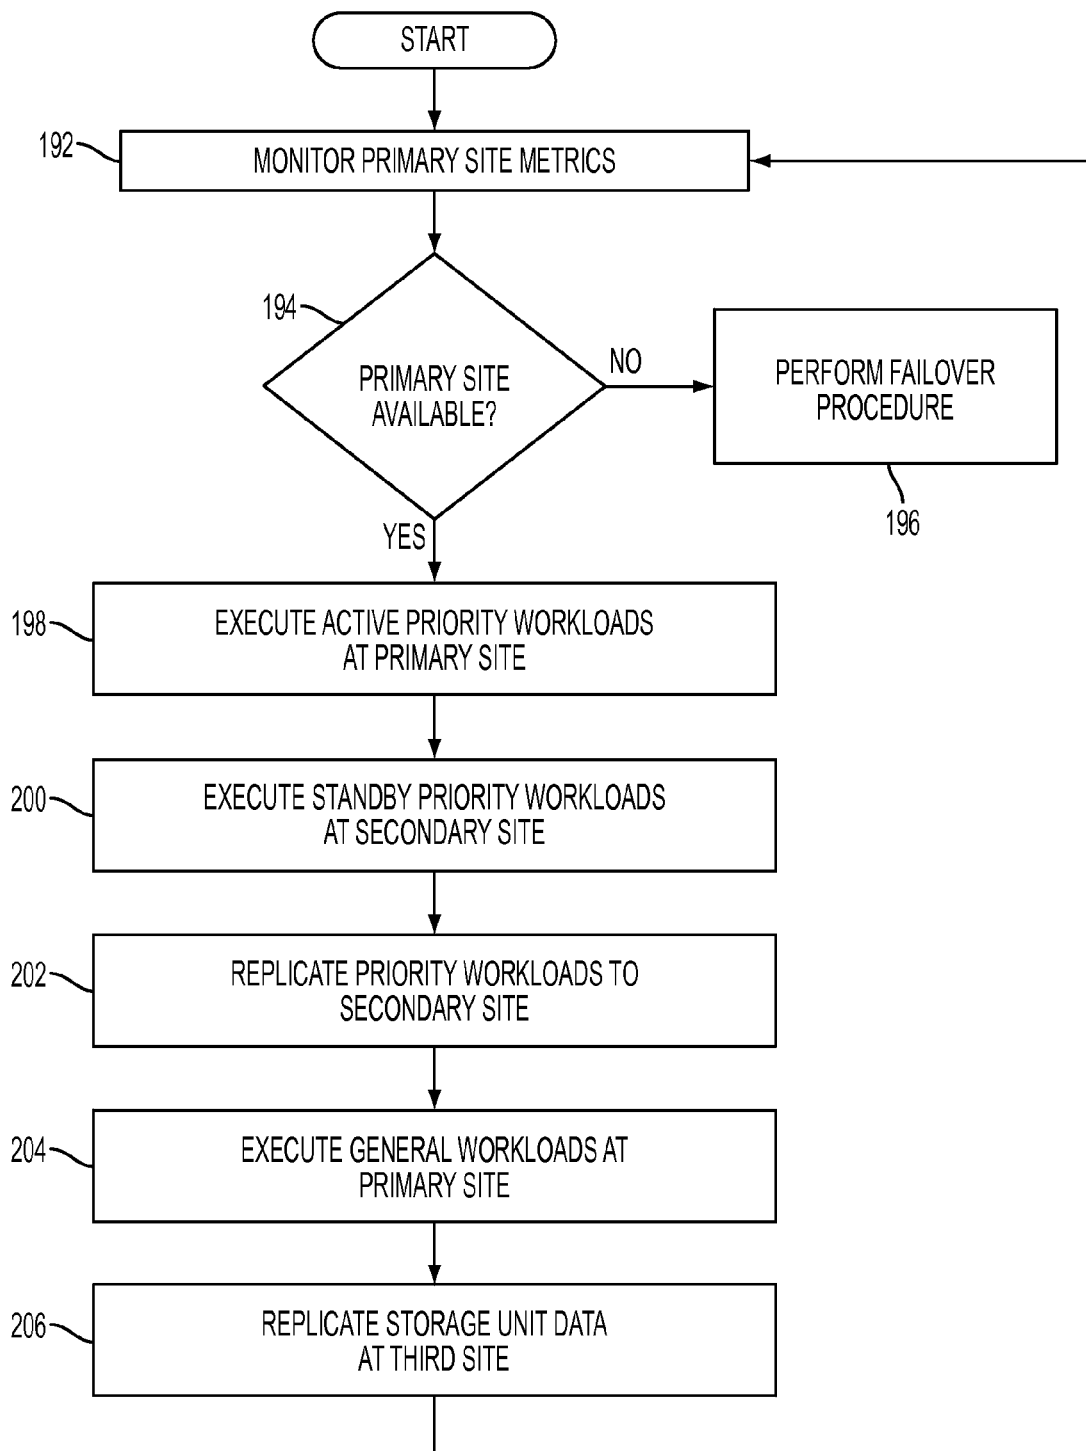 START
192
MONITOR PRIMARY SITE METRICS
194
PRIMARY SITE
AVAILABLE?
NO
PERFORM FAILOVER
PROCEDURE
196
YES
198
EXECUTE ACTIVE PRIORITY WORKLOADS
AT PRIMARY SITE
200
EXECUTE STANDBY PRIORITY WORKLOADS
AT SECONDARY SITE
202
REPLICATE PRIORITY WORKLOADS TO
SECONDARY SITE
204
EXECUTE GENERAL WORKLOADS AT
PRIMARY SITE
206
REPLICATE STORAGE UNIT DATA
AT THIRD SITE